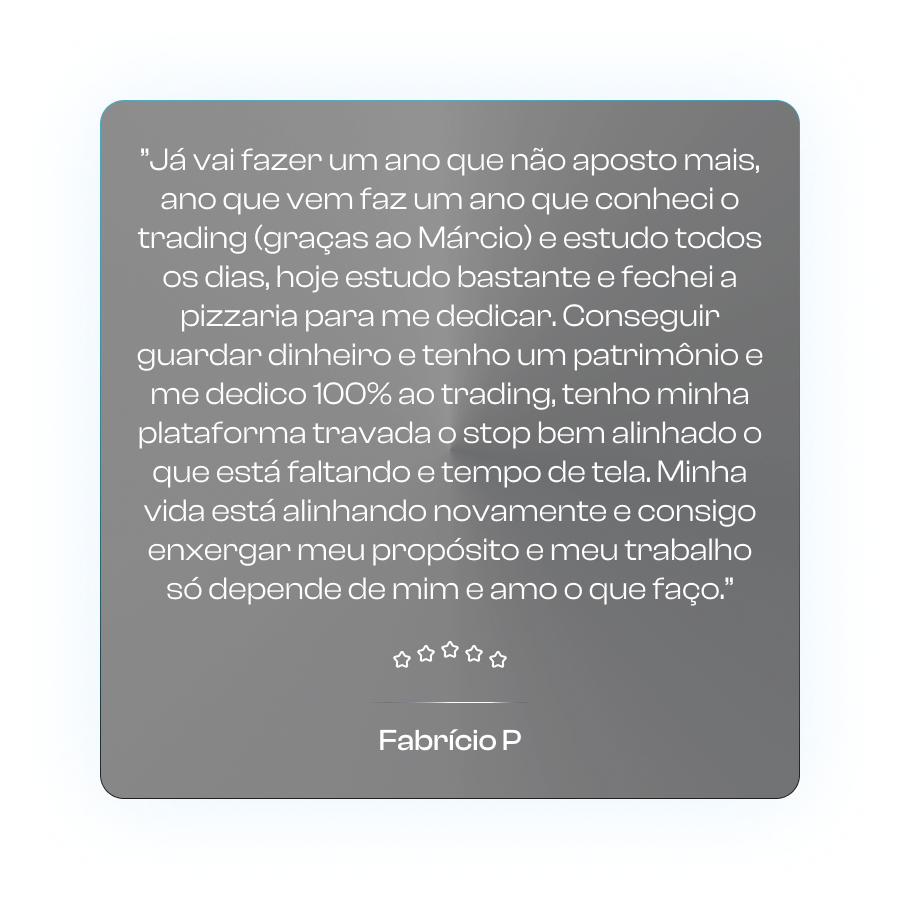 ”Já vai fazer um ano que não aposto mais,
ano que vem faz um ano que conheci o
trading (graças ao Márcio) e estudo todos
os dias, hoje estudo bastante e fechei a
pizzaria para me dedicar. Conseguir
guardar dinheiro e tenho um patrimônio e
me dedico 100% ao trading, tenho minha
plataforma travada o stop bem alinhado o
que está faltando e tempo de tela. Minha
vida está alinhando novamente e consigo
enxergar meu propósito e meu trabalho
só depende de mim e amo o que faço.”
Fabrício P